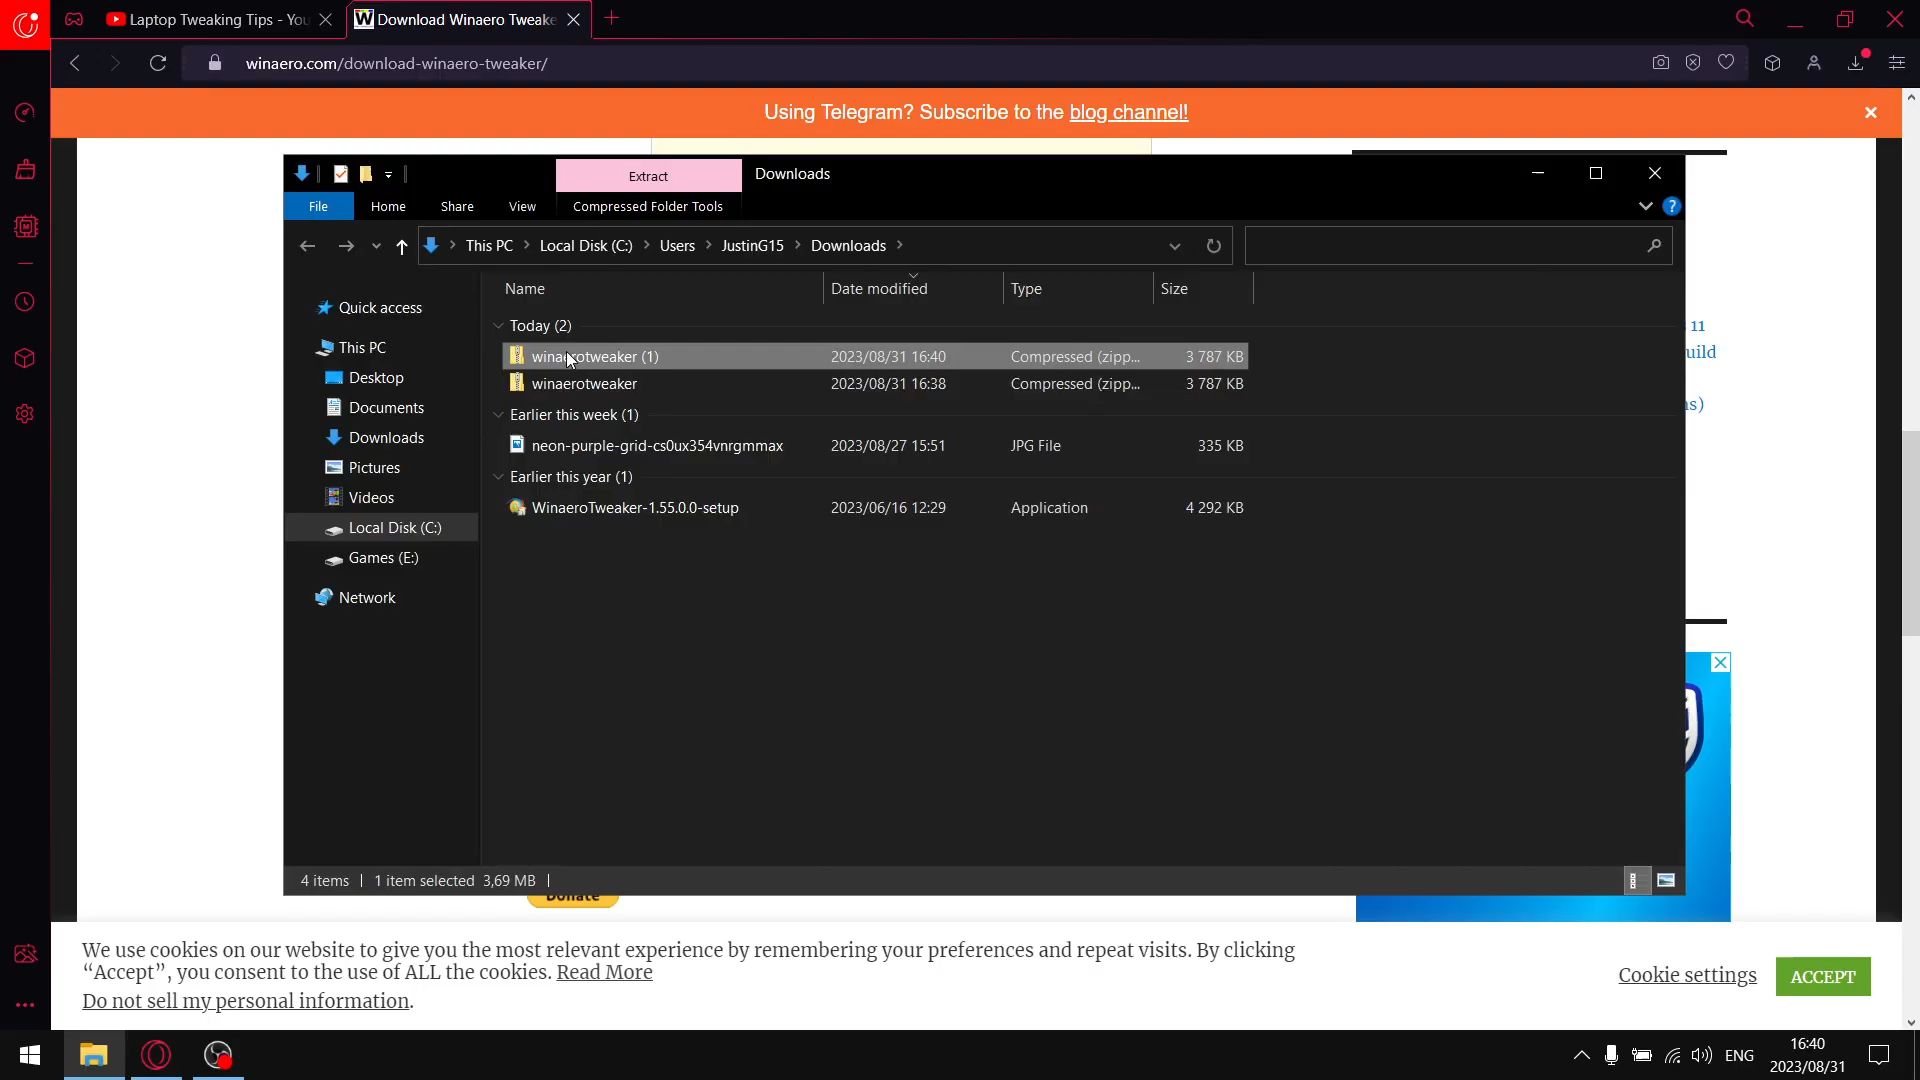 Laptop Tweaking Tips - You
Download Winaero Tweake
winaero.com/download-winaero-tweaker/
Using Telegram? Subscribe to the blog channel!
Extract
Downloads
File
Home
Share
View
Compressed Folder Tools
This PC
Local Disk (C:)
Users
JustinG15
Downloads
Name
Date modified
Type
Size
Quick access
This PC
Desktop
Documents
Downloads
Pictures
Videos
Local Disk (C:)
Games (E:)
Network
Today (2)
winaerotweaker (1) 2023/08/31 16:40 Compressed (zipp... 3 787 KB
winaerotweaker 2023/08/31 16:38 Compressed (zipp... 3 787 KB
Earlier this week (1)
neon-purple-grid-cs0ux354vnrgmmax 2023/08/27 15:51 JPG File 335 KB
Earlier this year (1)
WinaeroTweaker-1.55.0.0-setup 2023/06/16 12:29 Application 4 292 KB
11
uild
s)
4 items
1 item selected 3,69 MB
Donate
We use cookies on our website to give you the most relevant experience by remembering your preferences and repeat visits. By clicking
“Accept”, you consent to the use of ALL the cookies. Read More
Do not sell my personal information.
Cookie settings
ACCEPT
ENG
16:40
2023/08/31